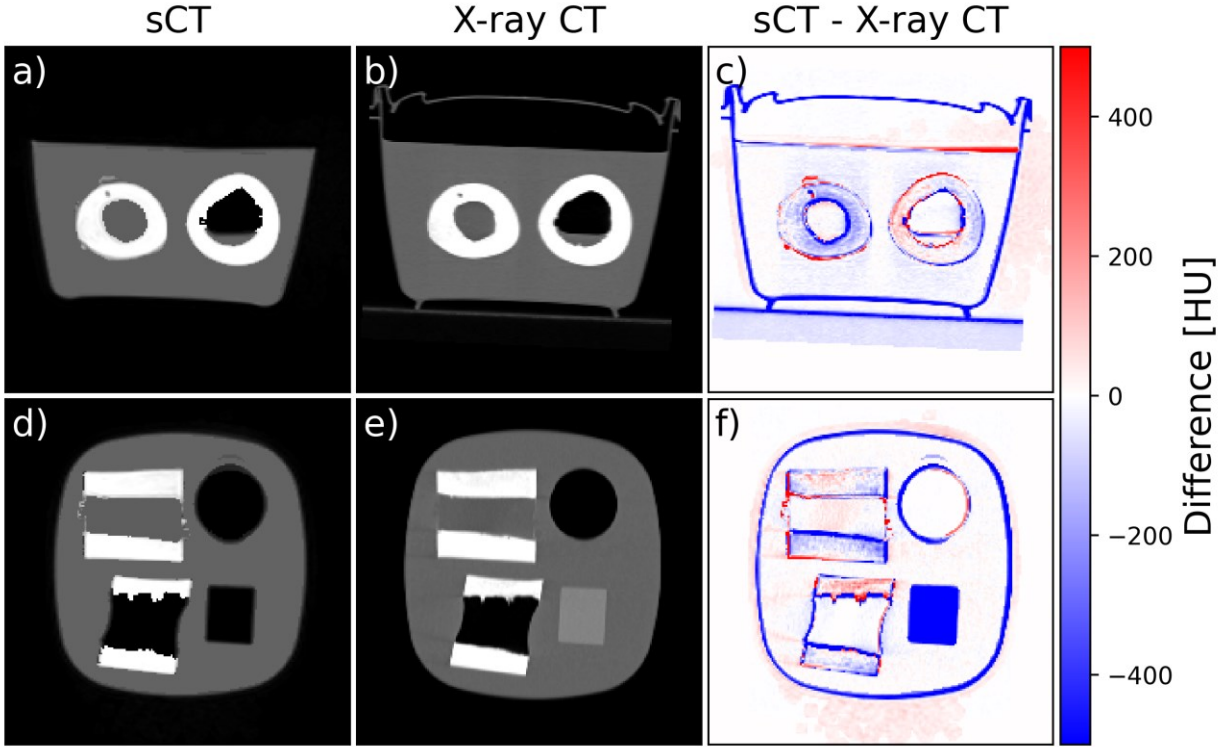 sCT
X-ray CT
sCT - X-ray CT
a)
b)
c)
d)
e)
f)
400
200
0
−200
−400
Difference [HU]